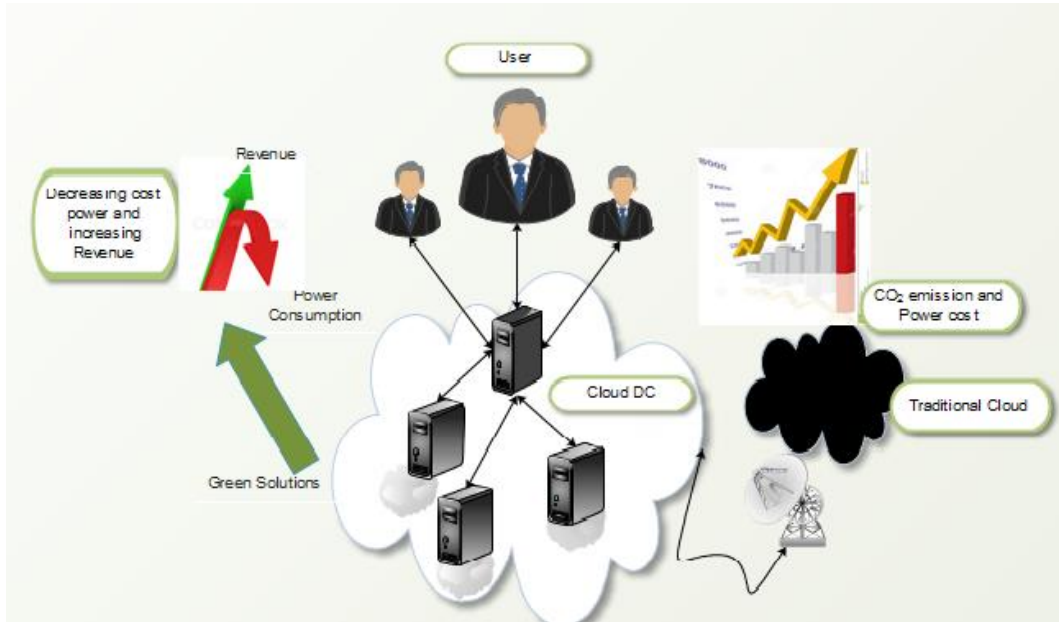 User
Revenue
Decreasing cost
power and
increasing
Revenue
Power
Consumption
CO₂ emission and
Power cost
Cloud DC
Traditional Cloud
Green Solutions